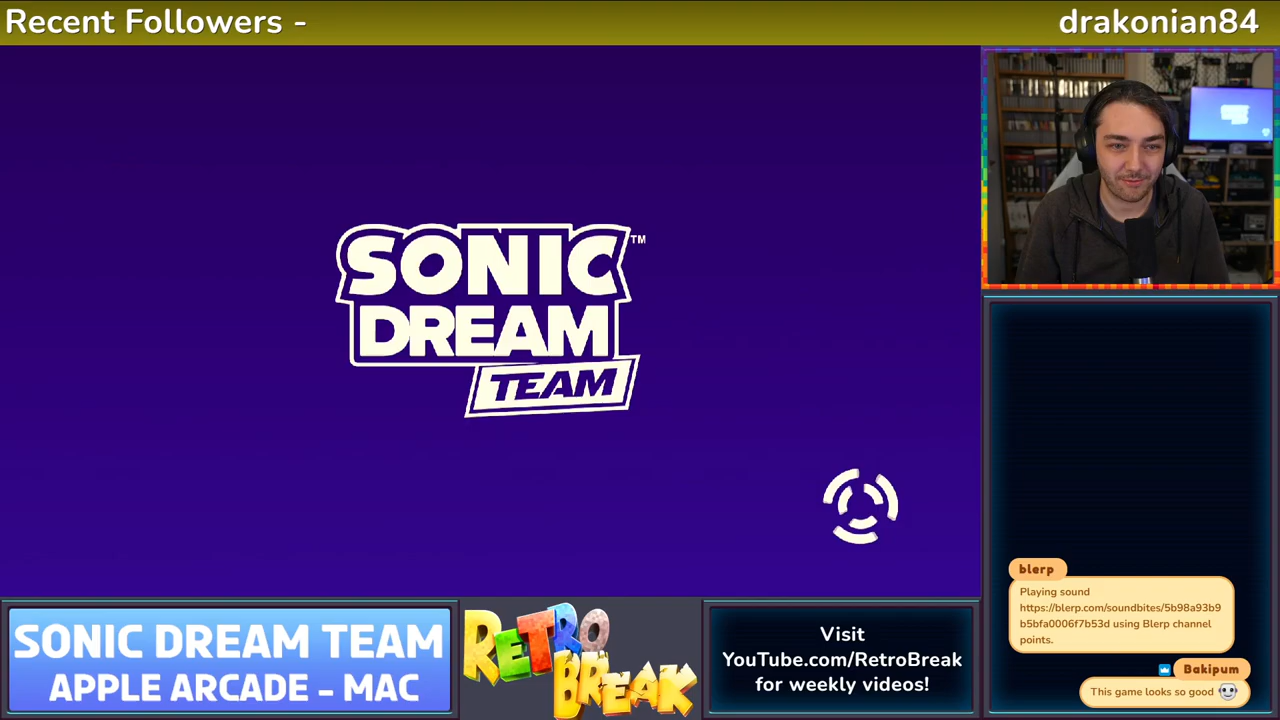 Recent Followers -
drakonian84
SONIC
DREAM
TEAM
™
blerp
Playing sound
https://blerp.com/soundbites/5b98a93b9
b5bfa0006f7b53d using Blerp channel
points.
Bakipum
This game looks so good
SONIC DREAM TEAM
APPLE ARCADE - MAC
RETRO
BREAK
Visit
YouTube.com/RetroBreak
for weekly videos!